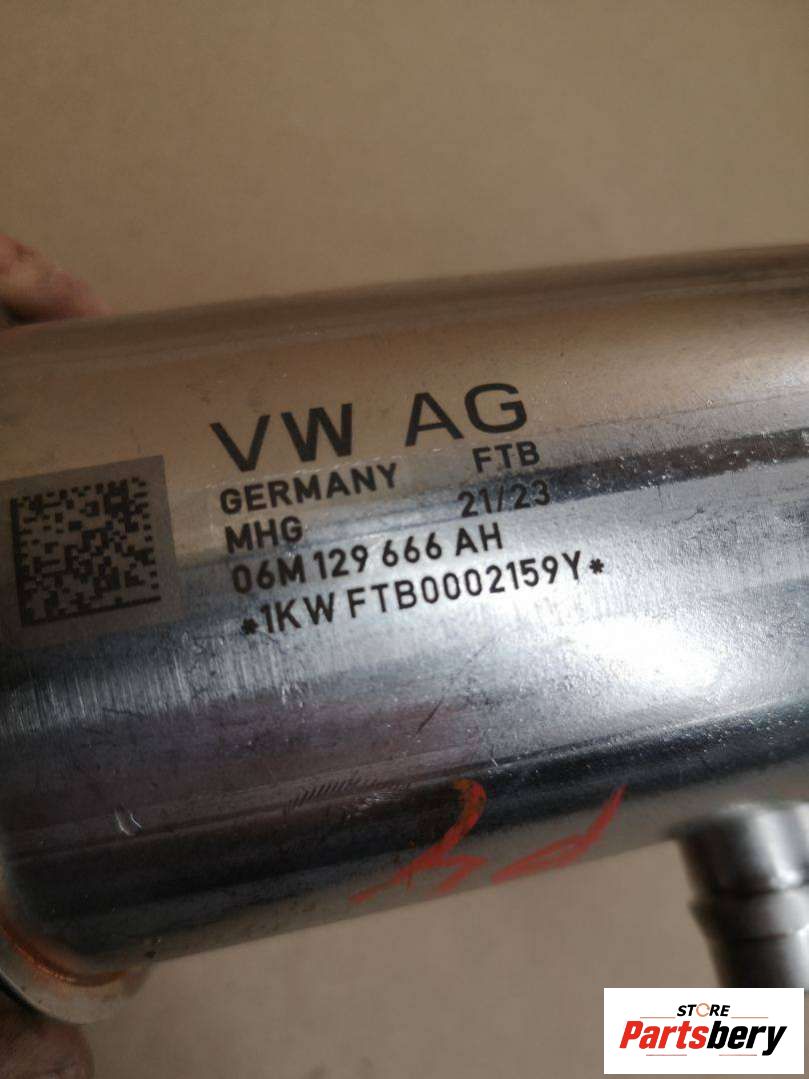 VW AG
GERMANY FTB
MHG 21/23
06M 129 666 AH
*1KW FTB0002159Y*
STORE
Partsbery